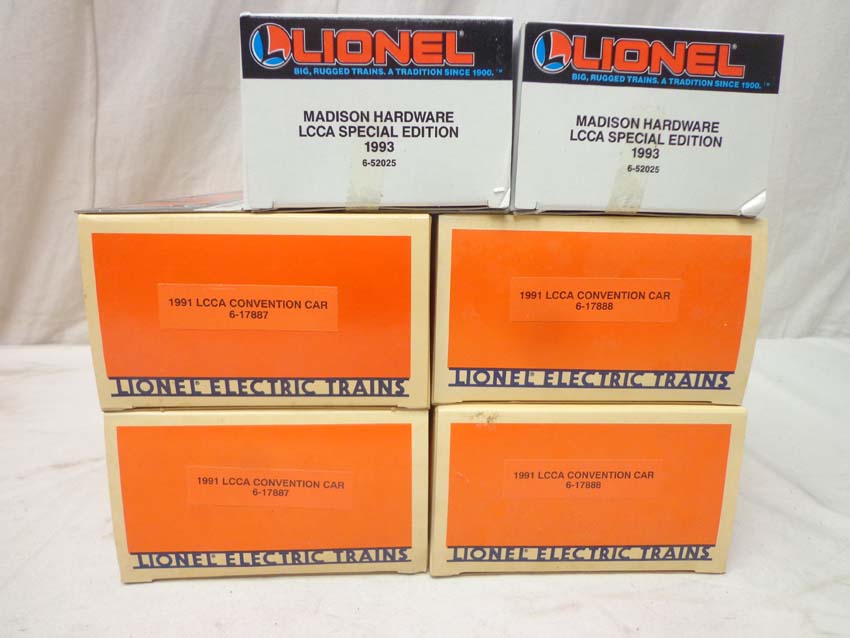 LIONEL®
BIG, RUGGED TRAINS. A TRADITION SINCE 1900.™
MADISON HARDWARE
LCCA SPECIAL EDITION
1993
6-52025
LIONEL®
BIG, RUGGED TRAINS. A TRADITION SINCE 1900.™
MADISON HARDWARE
LCCA SPECIAL EDITION
1993
6-52025
1991 LCCA CONVENTION CAR
6-17887
LIONEL® ELECTRIC TRAINS
1991 LCCA CONVENTION CAR
6-17888
LIONEL® ELECTRIC TRAINS
1991 LCCA CONVENTION CAR
6-17887
LIONEL® ELECTRIC TRAINS
1991 LCCA CONVENTION CAR
6-17888
LIONEL® ELECTRIC TRAINS